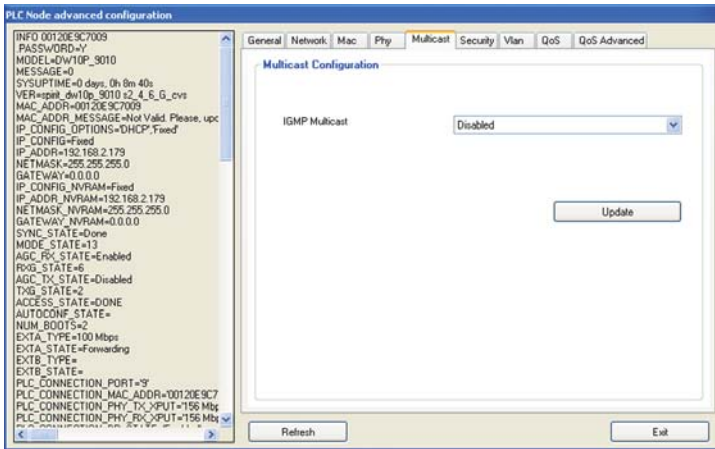 PLC Node advanced configuration
INFO 00120E9C7009
.PASSWORD=Y
MODEL=DW10P_9010
MESSAGE=0
SYSUPTIME=0 days, 0h 8m 40s
VER=spirit_dw10p_9010 s2_4_6_G_cvs
MAC_ADDR=00120E9C7009
MAC_ADDR_MESSAGE=Not Valid. Please, upc
IP_CONFIG_OPTIONS='DHCP','Fixed'
IP_CONFIG=Fixed
IP_ADDR=192.168.2.179
NETMASK=255.255.255.0
GATEWAY=0.0.0.0
IP_CONFIG_NVRAM=Fixed
IP_ADDR_NVRAM=192.168.2.179
NETMASK_NVRAM=255.255.255.0
GATEWAY_NVRAM=0.0.0.0
SYNC_STATE=Done
MODE_STATE=13
AGC_RX_STATE=Enabled
RXG_STATE=6
AGC_TX_STATE=Disabled
TXG_STATE=2
ACCESS_STATE=DONE
AUTOCONF_STATE=
NUM_BOOTS=2
EXTA_TYPE=100 Mbps
EXTA_STATE=Forwarding
EXTB_TYPE=
EXTB_STATE=
PLC_CONNECTION_PORT='9'
PLC_CONNECTION_MAC_ADDR='00120E9C7
PLC_CONNECTION_PHY_TX_XPUT='156 Mbp
PLC_CONNECTION_PHY_RX_XPUT='156 Mbp
General Network Mac Phy Multicast Security Vlan QoS QoS Advanced
Multicast Configuration
IGMP Multicast Disabled
Update
Refresh Exit